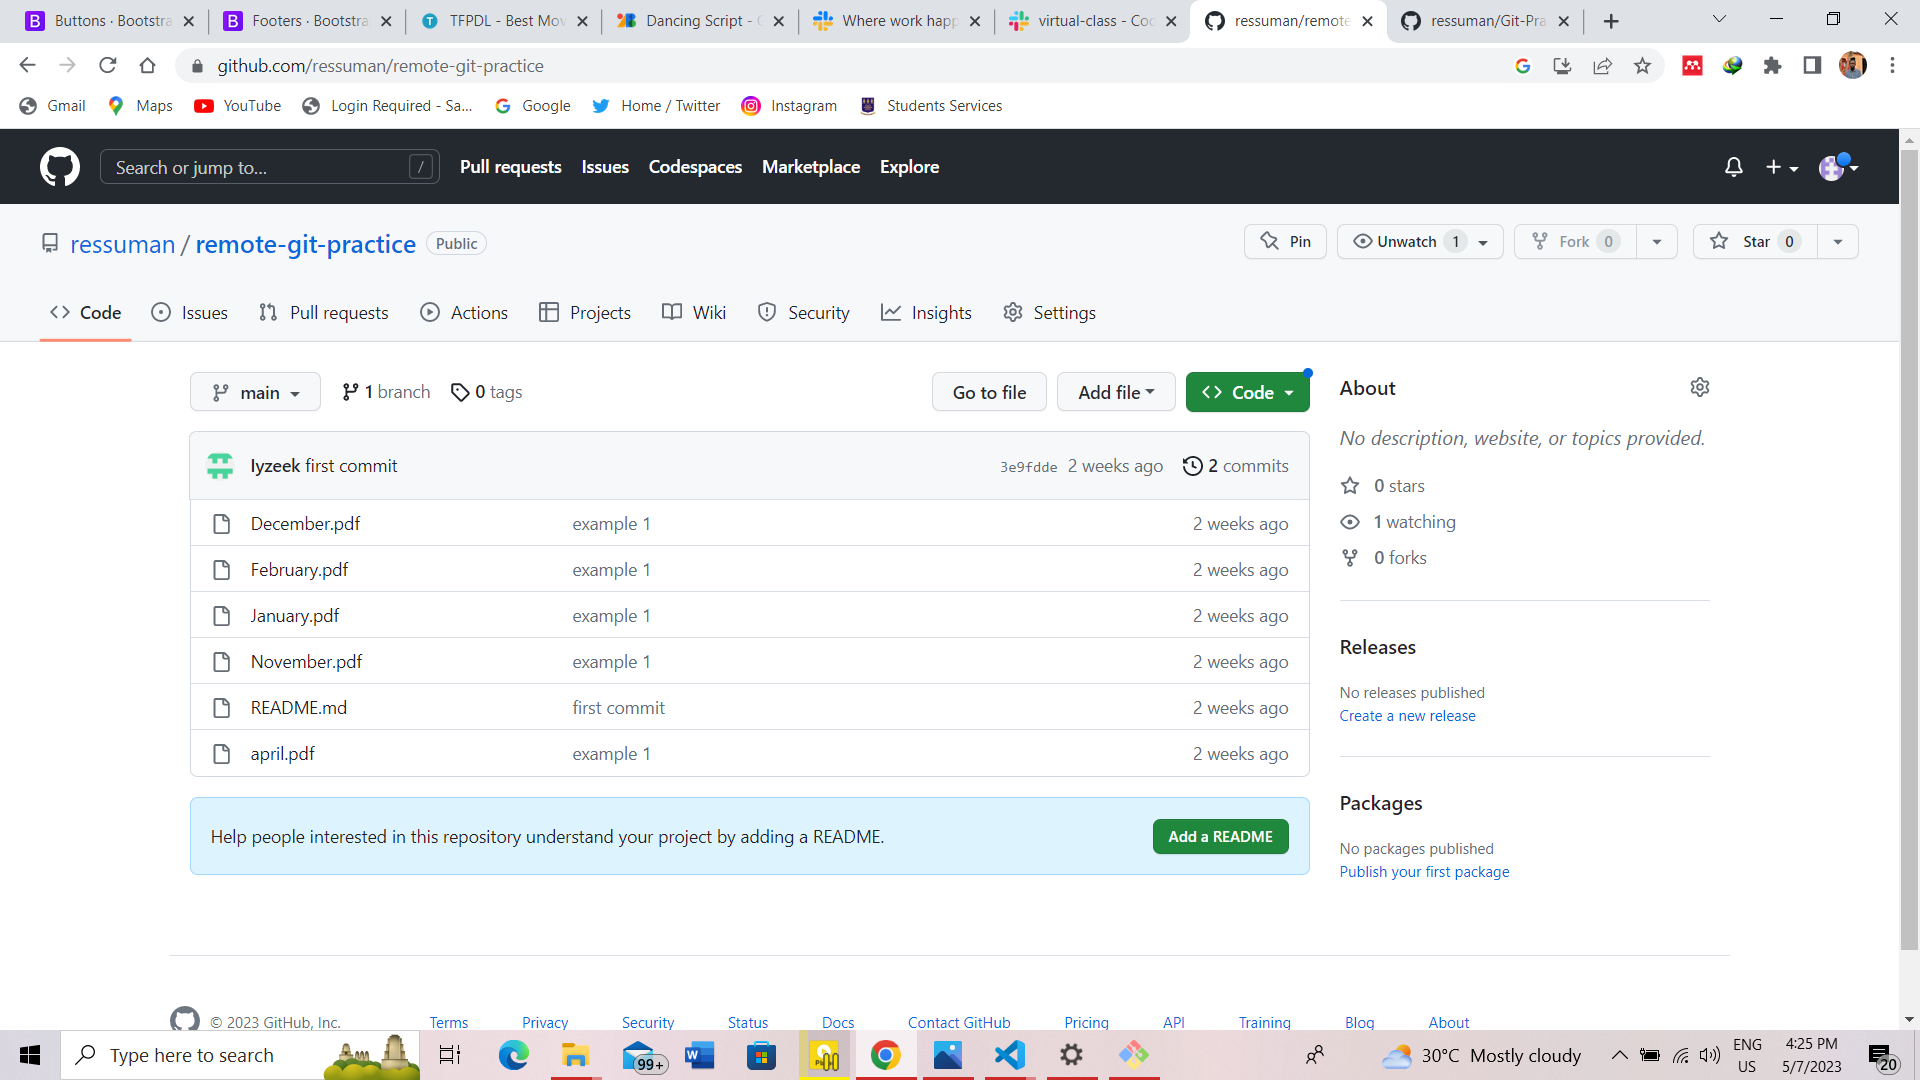 Buttons · Bootstra
Footers · Bootstra
TFPDL - Best Mov
Dancing Script - G
Where work happ
virtual-class - Coc
ressuman/remote
ressuman/Git-Pra
github.com/ressuman/remote-git-practice
Gmail
Maps
YouTube
Login Required - Sa...
Google
Home / Twitter
Instagram
Students Services
Search or jump to...
/
Pull requests
Issues
Codespaces
Marketplace
Explore
ressuman / remote-git-practice
Public
Pin
Unwatch 1
Fork 0
Star 0
Code
Issues
Pull requests
Actions
Projects
Wiki
Security
Insights
Settings
main
1 branch
0 tags
Go to file
Add file
Code
lyzeek first commit
3e9fdde 2 weeks ago
2 commits
December.pdf
example 1
2 weeks ago
February.pdf
example 1
2 weeks ago
January.pdf
example 1
2 weeks ago
November.pdf
example 1
2 weeks ago
README.md
first commit
2 weeks ago
april.pdf
example 1
2 weeks ago
Help people interested in this repository understand your project by adding a README.
Add a README
About
No description, website, or topics provided.
0 stars
1 watching
0 forks
Releases
No releases published
Create a new release
Packages
No packages published
Publish your first package
© 2023 GitHub, Inc.
Terms
Privacy
Security
Status
Docs
Contact GitHub
Pricing
API
Training
Blog
About
Type here to search
99+
30°C Mostly cloudy
ENG
US
4:25 PM
5/7/2023
20